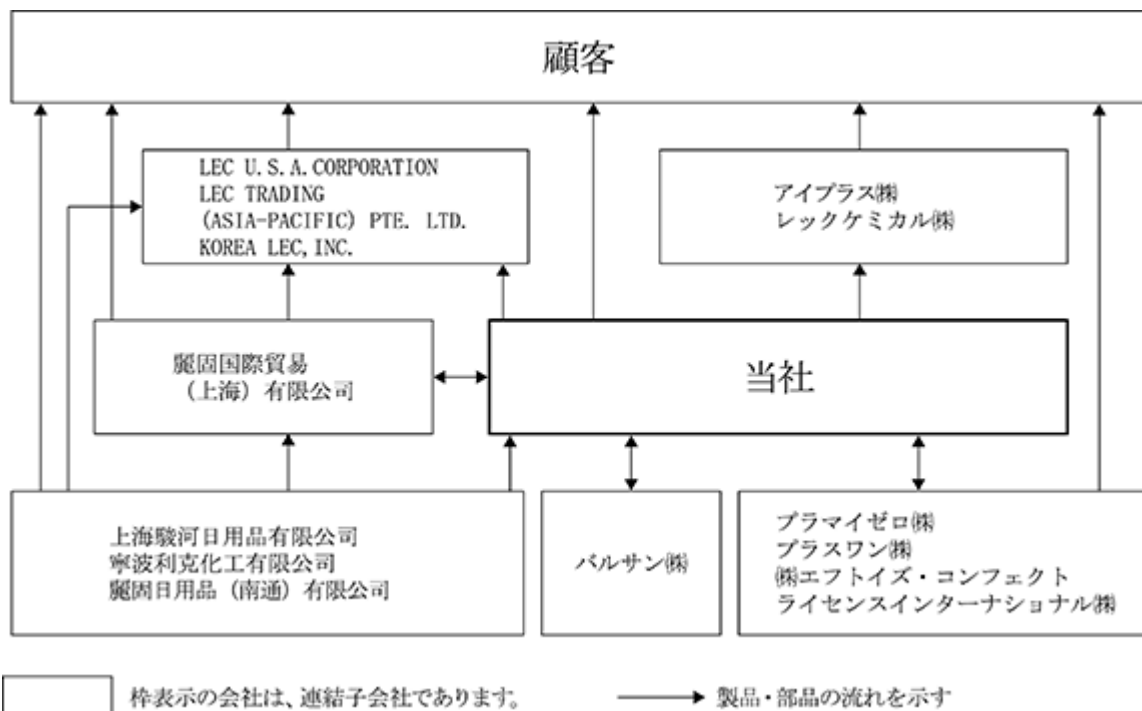 顧客
LEC U.S.A.CORPORATION
LEC TRADING
(ASIA-PACIFIC) PTE. LTD.
KOREA LEC,INC.
アイプラス㈱
レックケミカル㈱
麗固国際貿易
（上海）有限公司
当社
上海駿河日用品有限公司
寧波利克化工有限公司
麗固日用品（南通）有限公司
バルサン㈱
プラマイゼロ㈱
プラスワン㈱
㈱エフトイズ・コンフェクト
ライセンスインターナショナル㈱
枠表示の会社は、連結子会社であります。
製品・部品の流れを示す